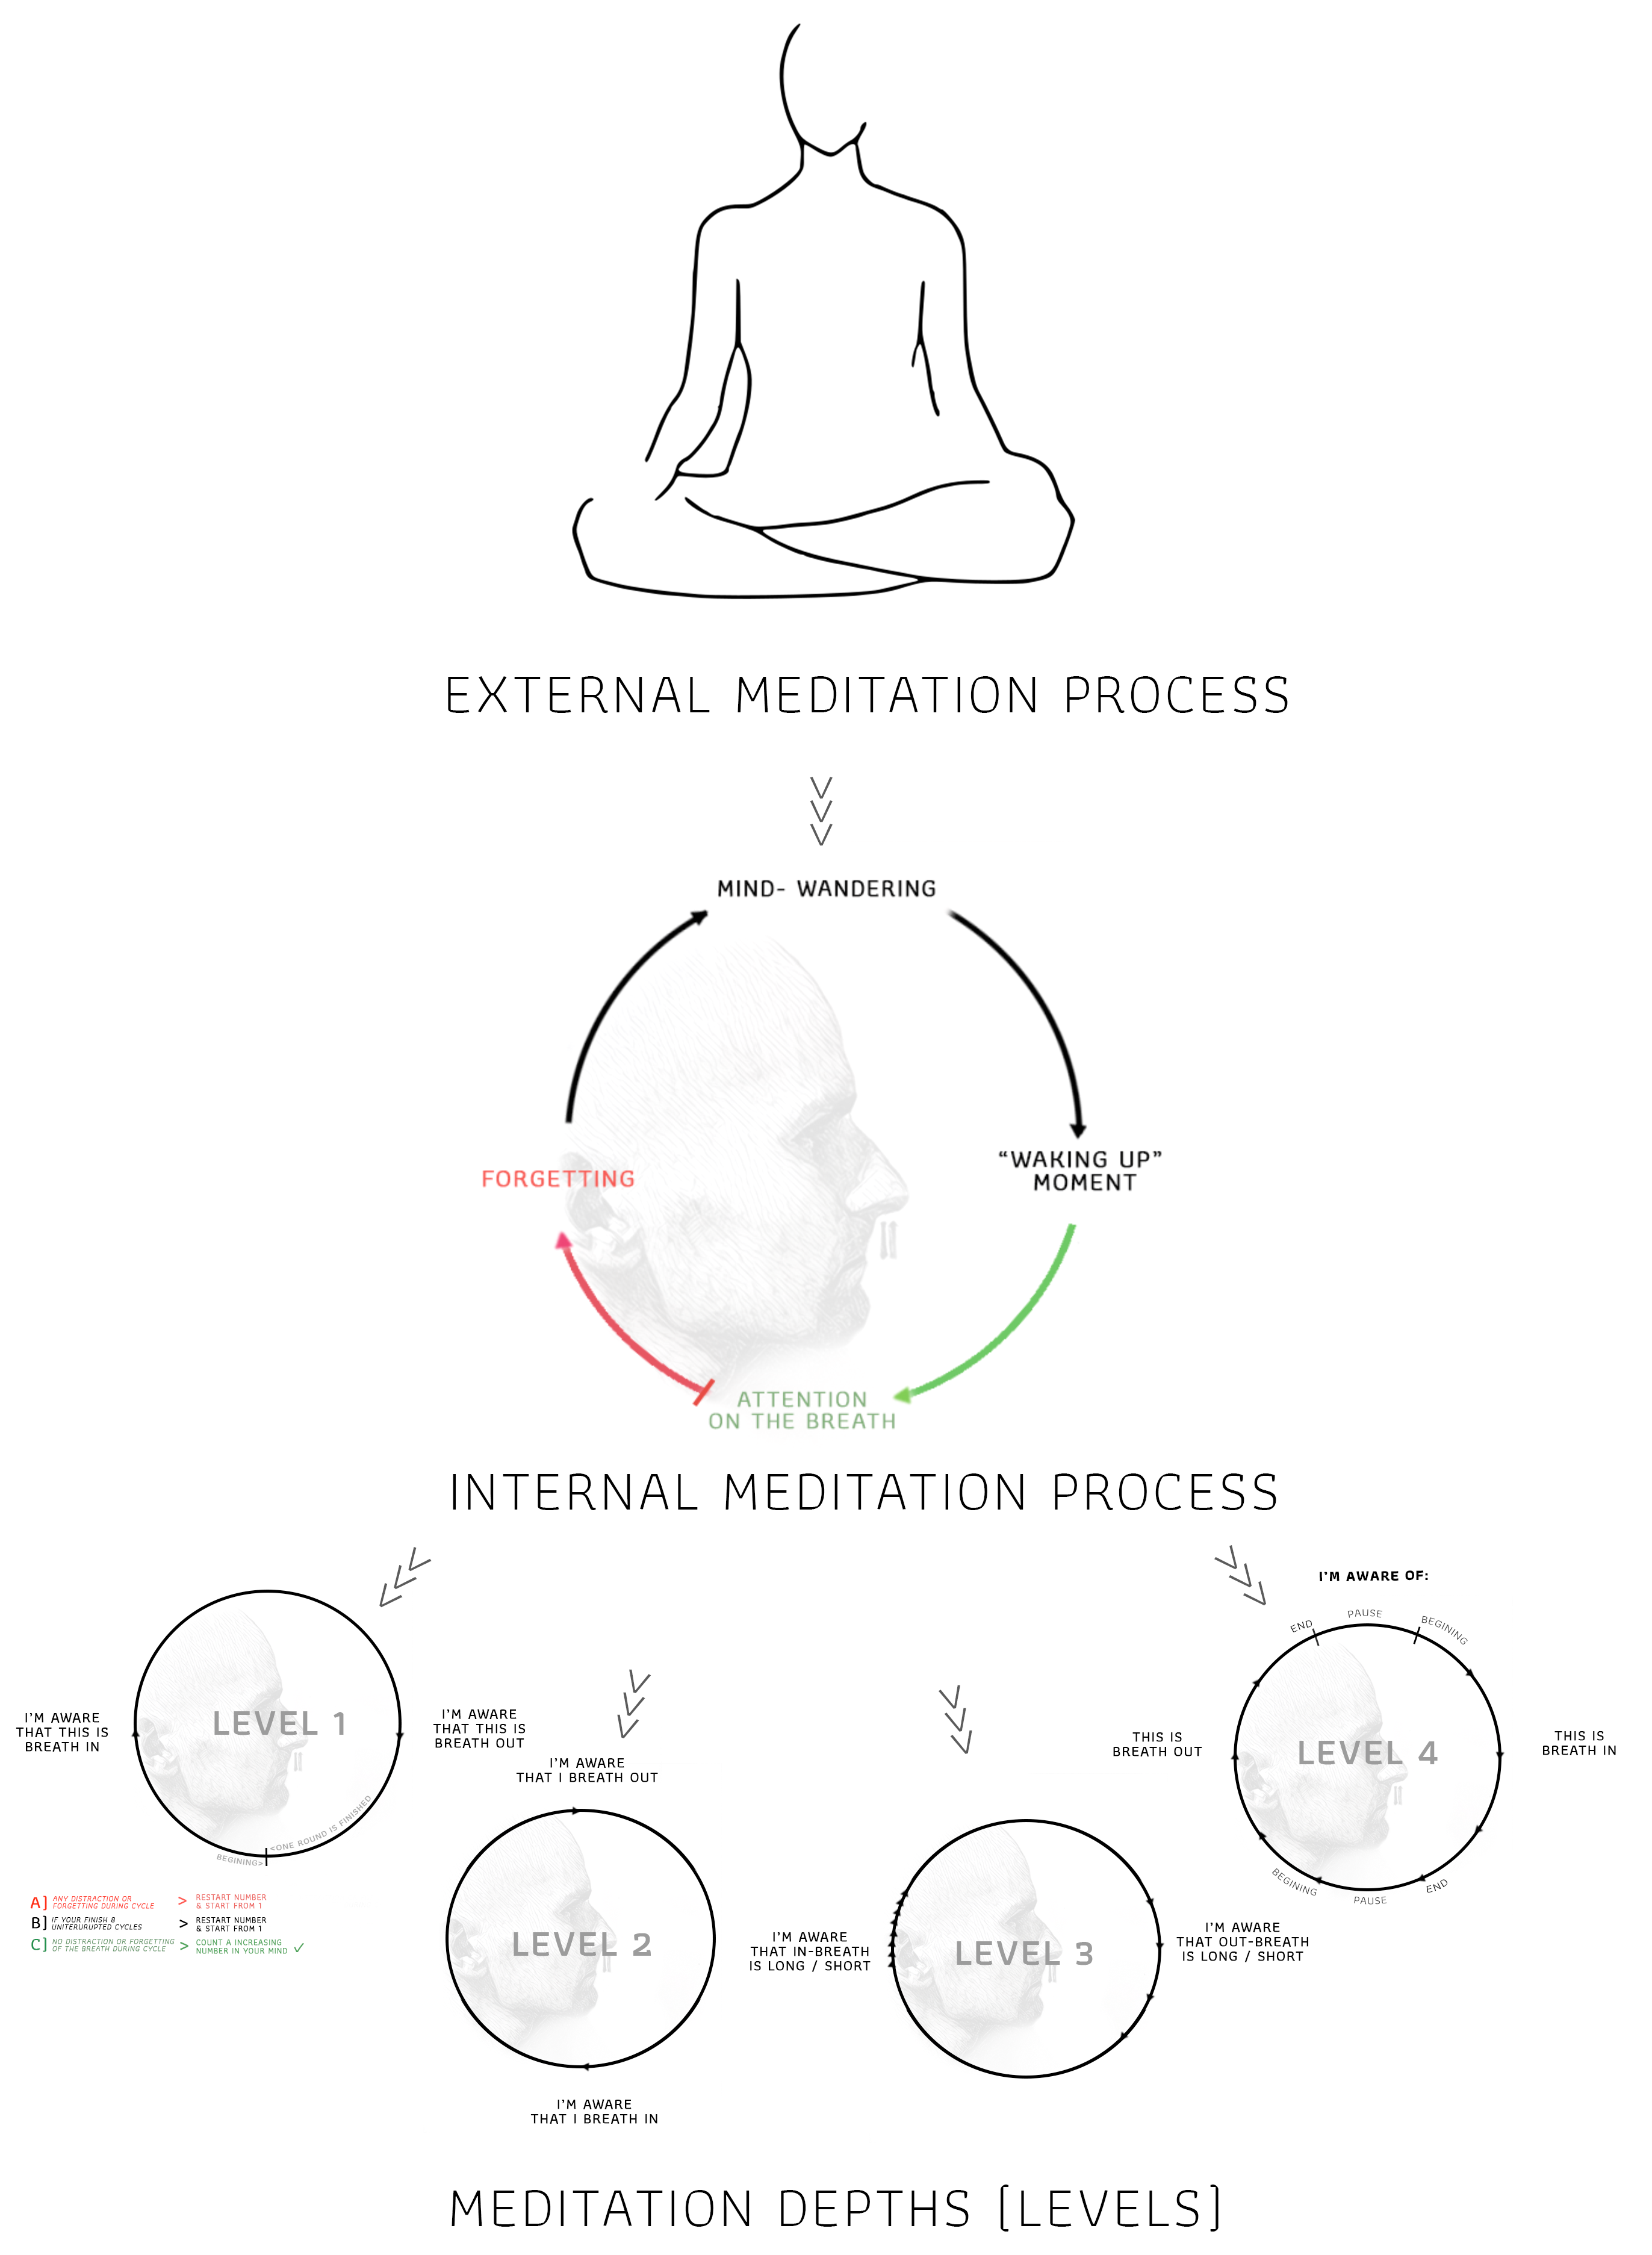 EXTERNAL MEDITATION PROCESS
MIND- WANDERING
“WAKING UP”
MOMENT
FORGETTING
ATTENTION
ON THE BREATH
INTERNAL MEDITATION PROCESS
I’M AWARE
THAT THIS IS
BREATH IN
LEVEL 1
I’M AWARE
THAT THIS IS
BREATH OUT
BEGINING>
<ONE ROUND IS FINISHED
A] ANY DISTRACTION OR
FORGETTING DURING CYCLE
> RESTART NUMBER
& START FROM 1
B] IF YOUR FINISH 8
UNITERURUPTED CYCLES
> RESTART NUMBER
& START FROM 1
C] NO DISTRACTION OR FORGETTING
OF THE BREATH DURING CYCLE
> COUNT A INCREASING
NUMBER IN YOUR MIND ✓
I’M AWARE
THAT I BREATH OUT
LEVEL 2
I’M AWARE
THAT I BREATH IN
I’M AWARE
THAT IN-BREATH
IS LONG / SHORT
LEVEL 3
I’M AWARE
THAT OUT-BREATH
IS LONG / SHORT
I’M AWARE OF:
END
PAUSE
BEGINING
THIS IS
BREATH OUT
LEVEL 4
THIS IS
BREATH IN
BEGINING
PAUSE
END
MEDITATION DEPTHS [LEVELS]